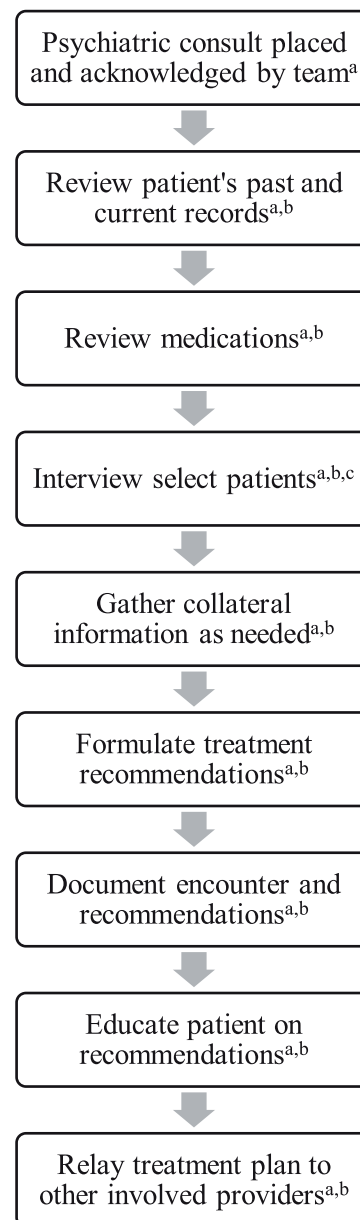 Psychiatric consult placed
and acknowledged by teamᵃ
Review patient's past and
current recordsᵃ,ᵇ
Review medicationsᵃ,ᵇ
Interview select patientsᵃ,ᵇ,ᶜ
Gather collateral
information as neededᵃ,ᵇ
Formulate treatment
recommendationsᵃ,ᵇ
Document encounter and
recommendationsᵃ,ᵇ
Educate patient on
recommendationsᵃ,ᵇ
Relay treatment plan to
other involved providersᵃ,ᵇ